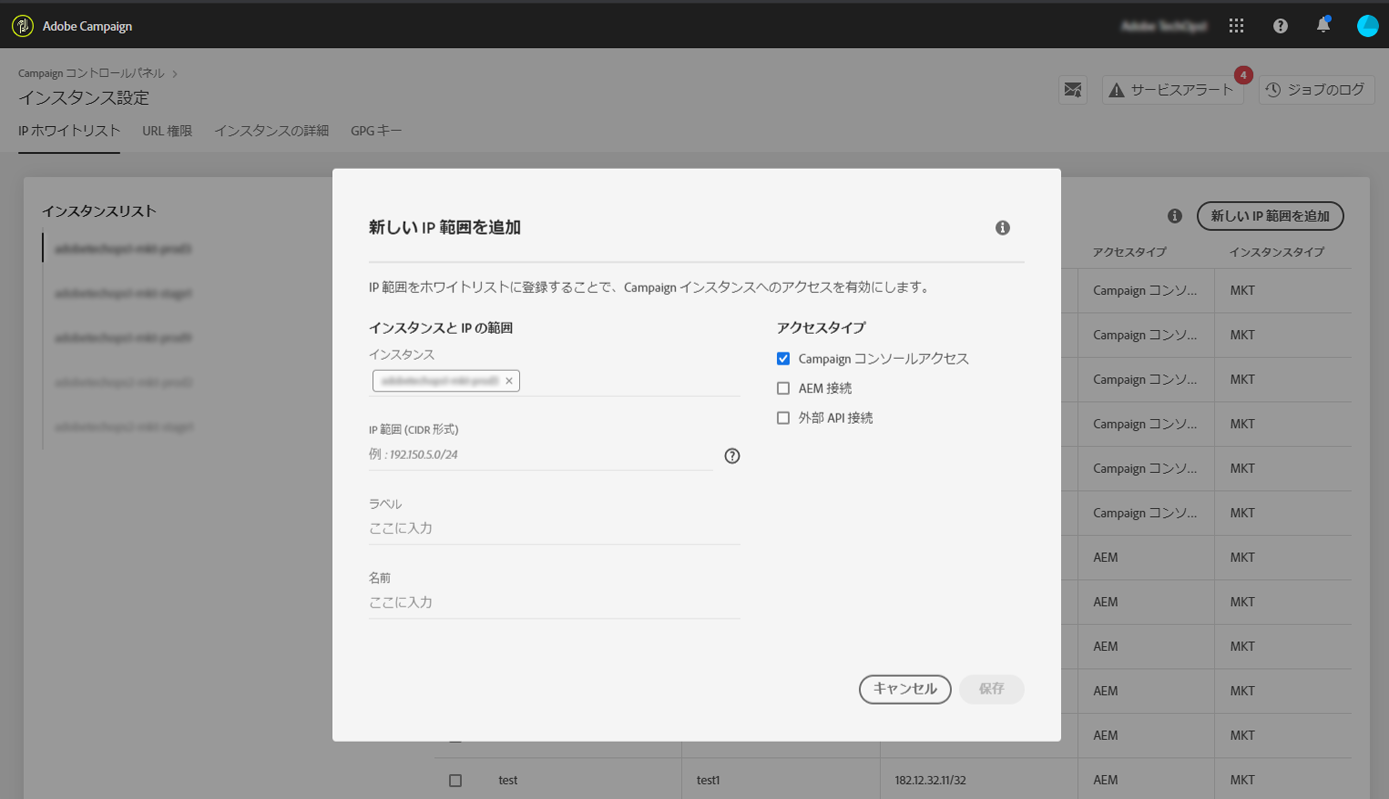 Adobe Campaign
Campaign コントロールパネル
インスタンス設定
サービスアラート
4
ジョブのログ
IP ホワイトリスト
URL 権限
インスタンスの詳細
GPG キー
インスタンスリスト
新しい IP 範囲を追加
アクセスタイプ
インスタンスタイプ
Campaign コンソ...
MKT
Campaign コンソ...
MKT
Campaign コンソ...
MKT
Campaign コンソ...
MKT
Campaign コンソ...
MKT
Campaign コンソ...
MKT
AEM
MKT
AEM
MKT
AEM
MKT
AEM
MKT
AEM
MKT
test
test1
182.12.32.11/32
AEM
MKT
新しい IP 範囲を追加
IP 範囲をホワイトリストに登録することで、Campaign インスタンスへのアクセスを有効にします。
インスタンスと IP の範囲
インスタンス
IP 範囲 (CIDR 形式)
例 : 192.150.5.0/24
ラベル
ここに入力
名前
ここに入力
アクセスタイプ
Campaign コンソールアクセス
AEM 接続
外部 API 接続
キャンセル
保存